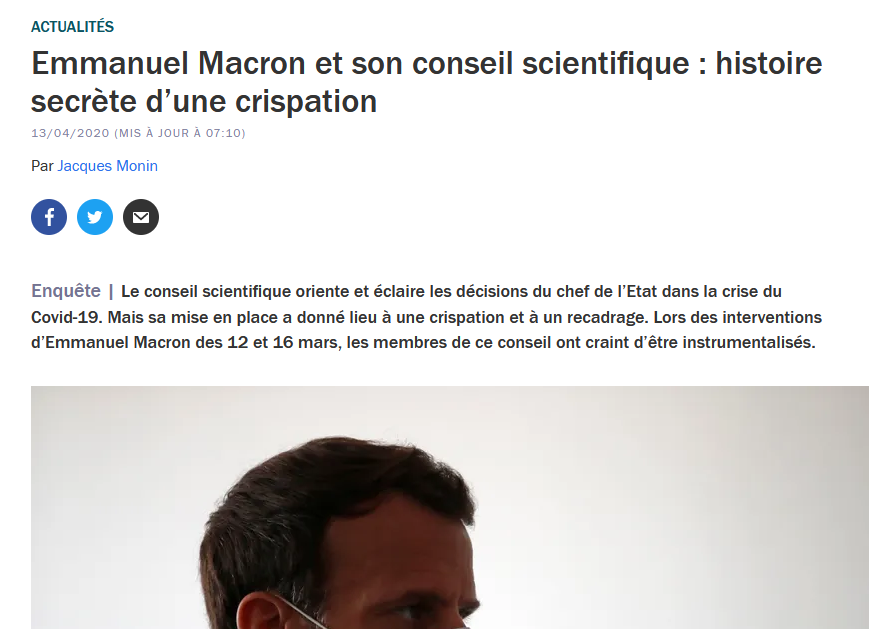 ACTUALITÉS
Emmanuel Macron et son conseil scientifique : histoire
secrète d’une crispation
13/04/2020 (MIS À JOUR À 07:10)
Par Jacques Monin
Enquête | Le conseil scientifique oriente et éclaire les décisions du chef de l’Etat dans la crise du
Covid-19. Mais sa mise en place a donné lieu à une crispation et à un recadrage. Lors des interventions
d’Emmanuel Macron des 12 et 16 mars, les membres de ce conseil ont craint d’être instrumentalisés.